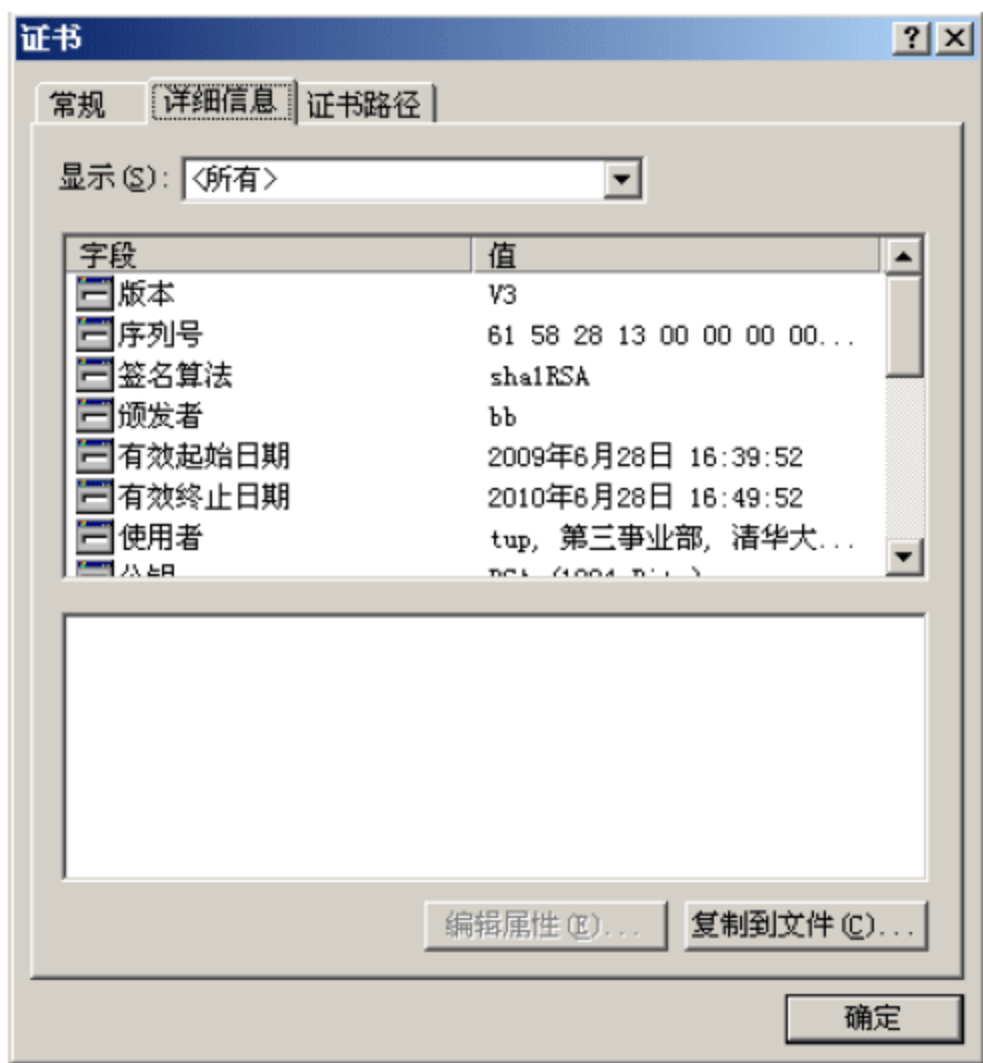 证书
常规 详细信息 证书路径
显示(S): <所有>
字段 值
版本 V3
序列号 61 58 28 13 00 00 00 00...
签名算法 sha1RSA
颁发者 bb
有效起始日期 2009年6月28日 16:39:52
有效终止日期 2010年6月28日 16:49:52
使用者 tup, 第三事业部, 清华大...
编辑属性(E)... 复制到文件(C)...
确定